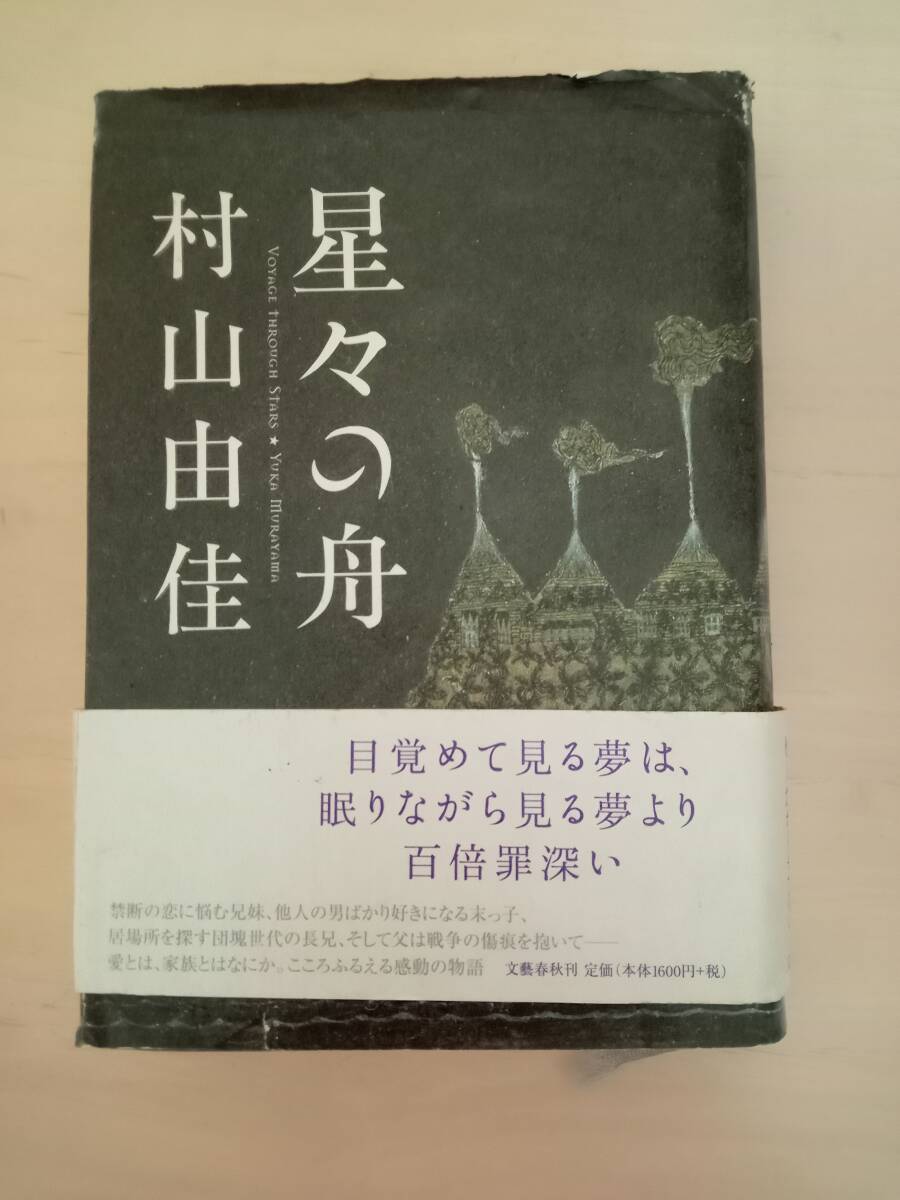 星々の舟
VOYAGE THROUGH STARS ★ YUKA MURAYAMA
村山由佳
目覚めて見る夢は、
眠りながら見る夢より
百倍罪深い
禁断の恋に悩む兄妹、他人の男ばかり好きになる末っ子、
居場所を探す団塊世代の長兄、そして父は戦争の傷痕を抱いて――
愛とは、家族とはなにか。こころふるえる感動の物語
文藝春秋刊 定価(本体1600円+税)